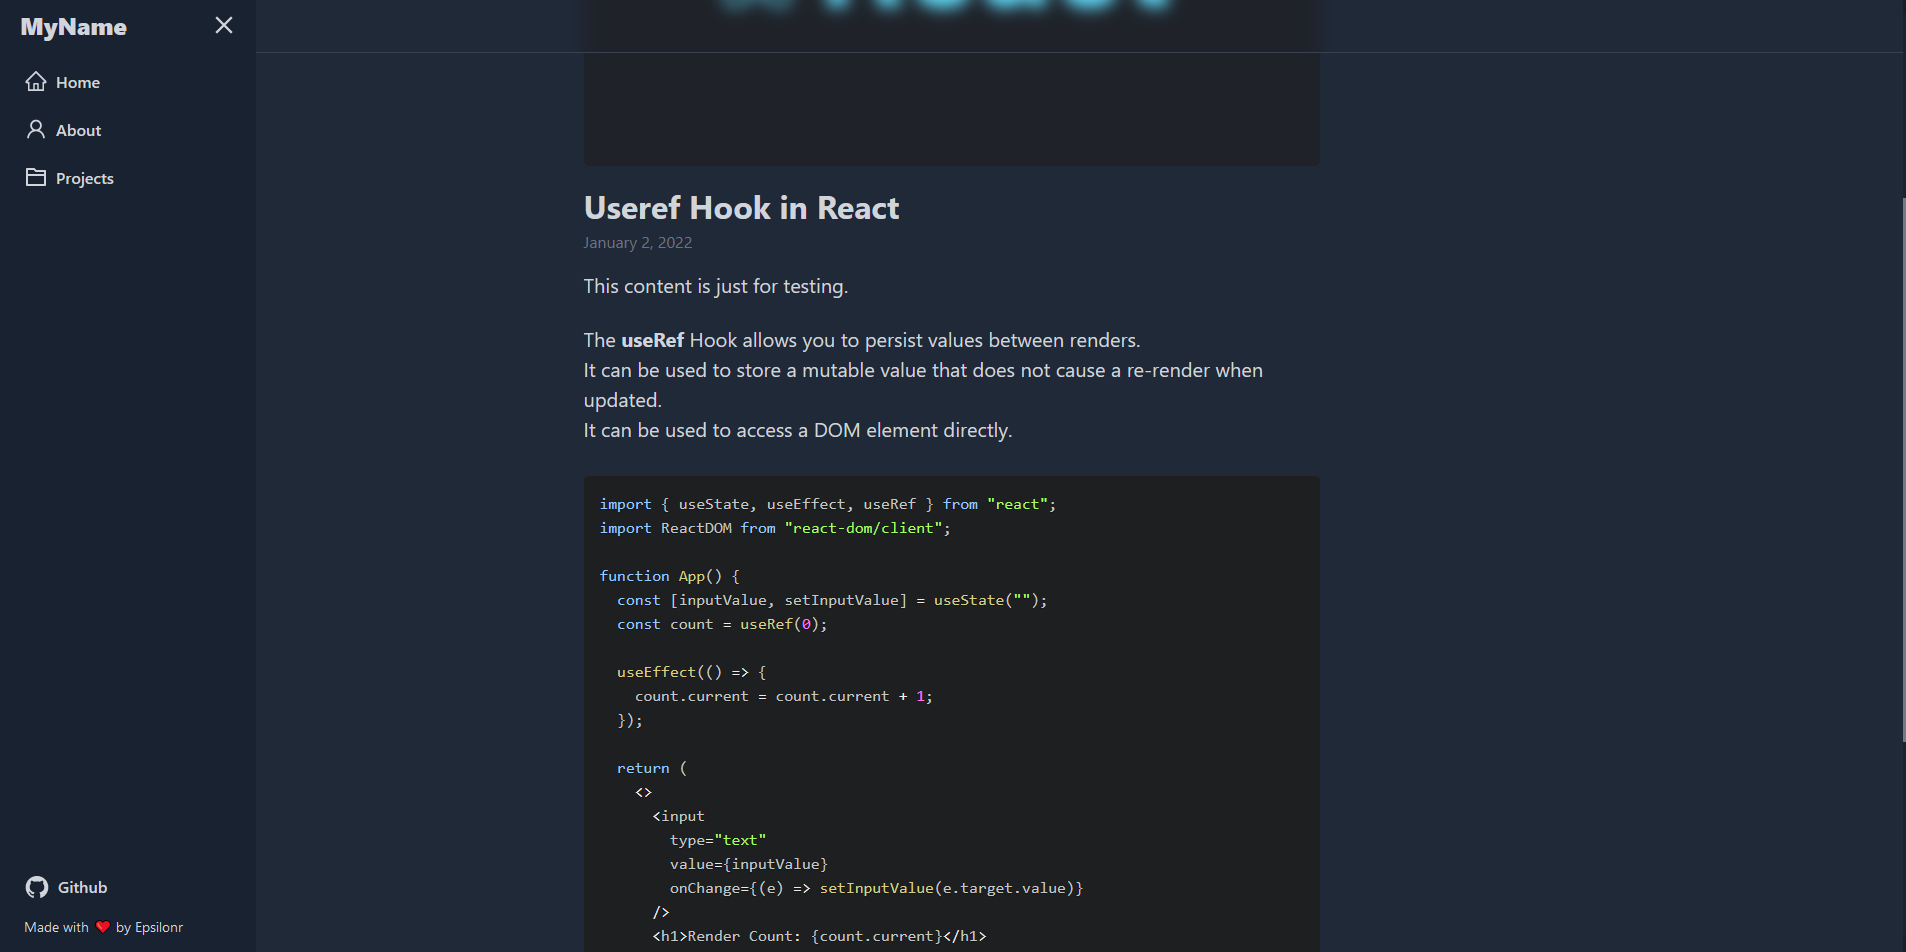 MyName
Home
About
Projects
Useref Hook in React
January 2, 2022
This content is just for testing.
The useRef Hook allows you to persist values between renders.
It can be used to store a mutable value that does not cause a re-render when
updated.
It can be used to access a DOM element directly.
import { useState, useEffect, useRef } from "react";
import ReactDOM from "react-dom/client";
function App() {
const [inputValue, setInputValue] = useState("");
const count = useRef(0);
useEffect(() => {
count.current = count.current + 1;
});
return (
<>
<input
type="text"
value={inputValue}
onChange={(e) => setInputValue(e.target.value)}
/>
<h1>Render Count: {count.current}</h1>
Github
Made with ❤ by Epsilonr